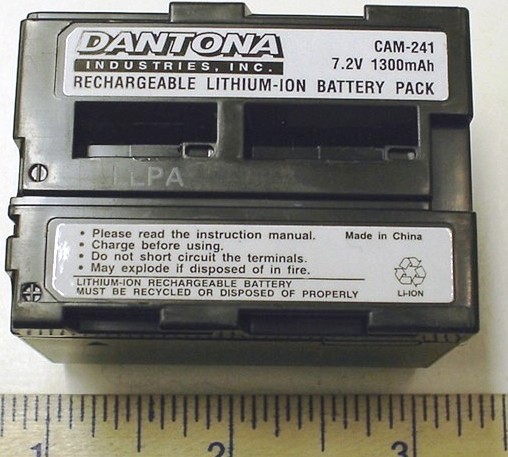 DANTONA
INDUSTRIES, INC.
CAM-241
7.2V 1300mAh
RECHARGEABLE LITHIUM-ION BATTERY PACK
LLPA
• Please read the instruction manual.
Made in China
• Charge before using.
• Do not short circuit the terminals.
• May explode if disposed of in fire.
LITHIUM-ION RECHARGEABLE BATTERY
MUST BE RECYCLED OR DISPOSED OF PROPERLY
Li-ION
1 2 3